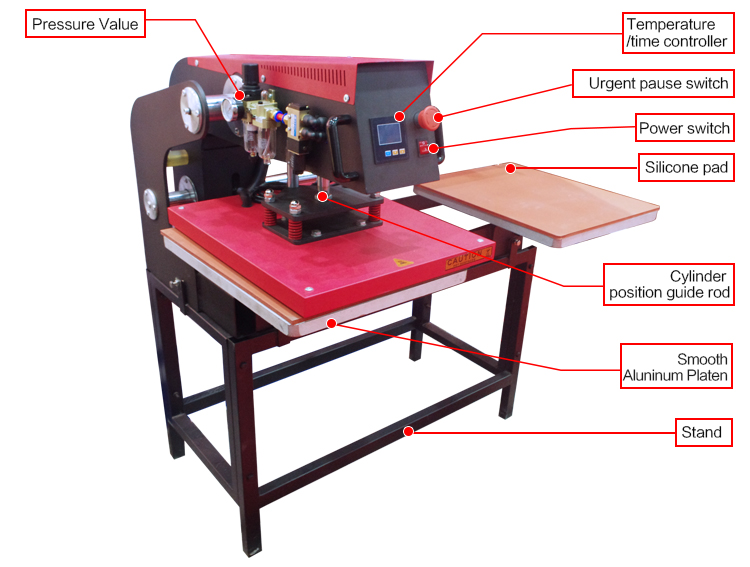 Pressure Value
Temperature
/time controller
Urgent pause switch
Power switch
Silicone pad
Cylinder
position guide rod
Smooth
Aluninum Platen
Stand
CAUTION